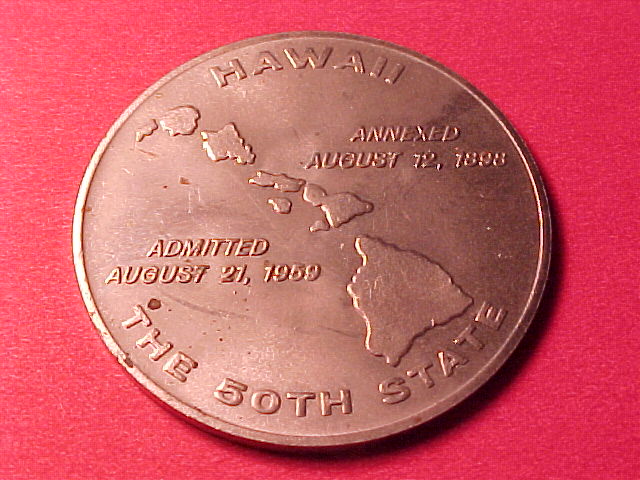 HAWAII
ANNEXED
AUGUST 12, 1898
ADMITTED
AUGUST 21, 1959
THE 50TH STATE